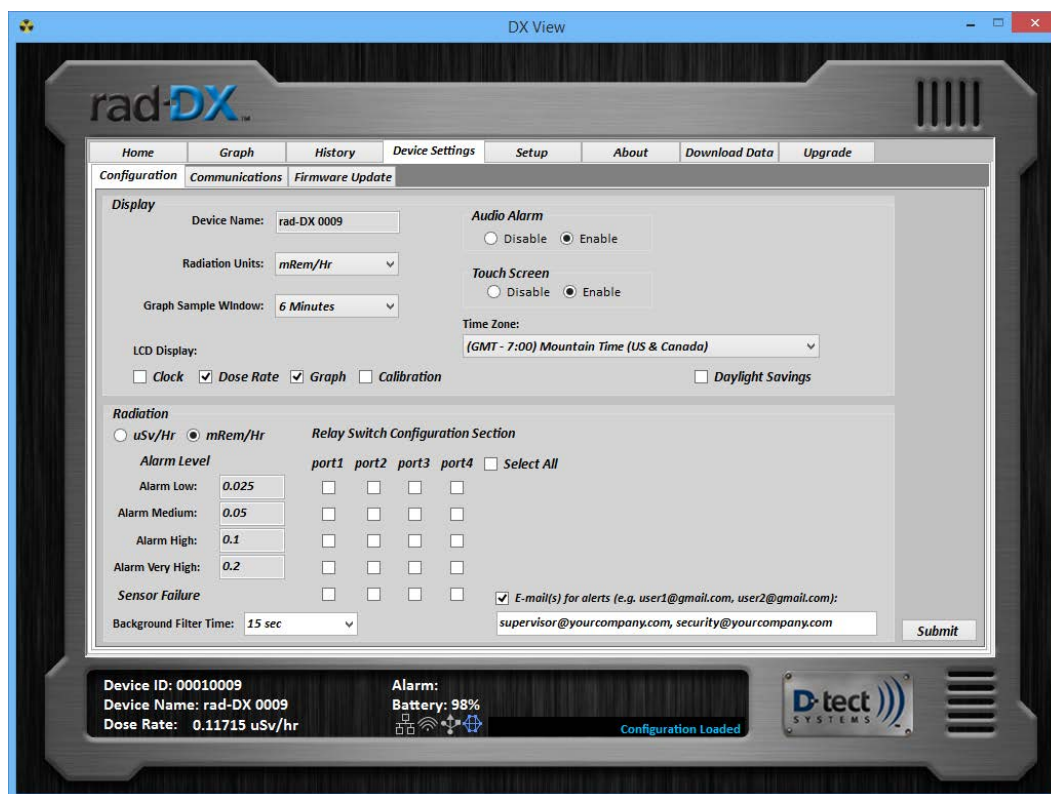 DX View
rad-DX™
Home Graph History Device Settings Setup About Download Data Upgrade
Configuration Communications Firmware Update
Display
Device Name: rad-DX 0009
Audio Alarm
Disable Enable
Radiation Units: mRem/Hr
Touch Screen
Disable Enable
Graph Sample WIndow: 6 Minutes
Time Zone:
(GMT - 7:00) Mountain Time (US & Canada)
LCD Display:
Clock Dose Rate Graph Calibration Daylight Savings
Radiation
uSv/Hr mRem/Hr Relay Switch Configuration Section
Alarm Level port1 port2 port3 port4 Select All
Alarm Low: 0.025
Alarm Medium: 0.05
Alarm High: 0.1
Alarm Very High: 0.2
Sensor Failure E-mail(s) for alerts (e.g. user1@gmail.com, user2@gmail.com):
Background Filter Time: 15 sec supervisor@yourcompany.com, security@yourcompany.com Submit
Device ID: 00010009 Alarm:
Device Name: rad-DX 0009 Battery: 98%
Dose Rate: 0.11715 uSv/hr Configuration Loaded
D-tect
SYSTEMS